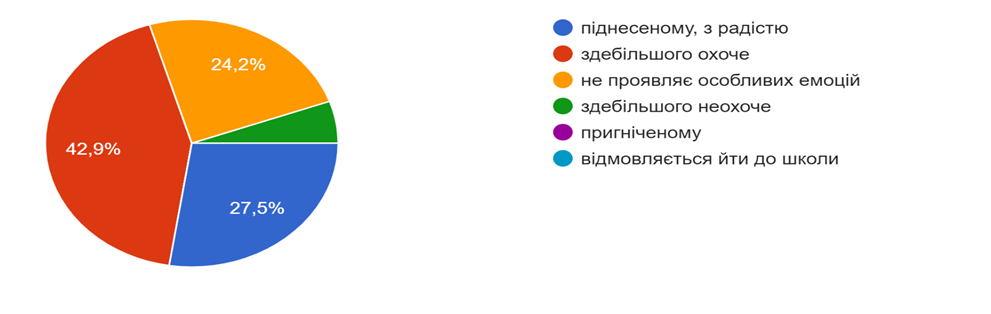 24,2%
42,9%
27,5%
піднесеному, з радістю
здебільшого охоче
не проявляє особливих емоцій
здебільшого неохоче
пригніченому
відмовляється йти до школи